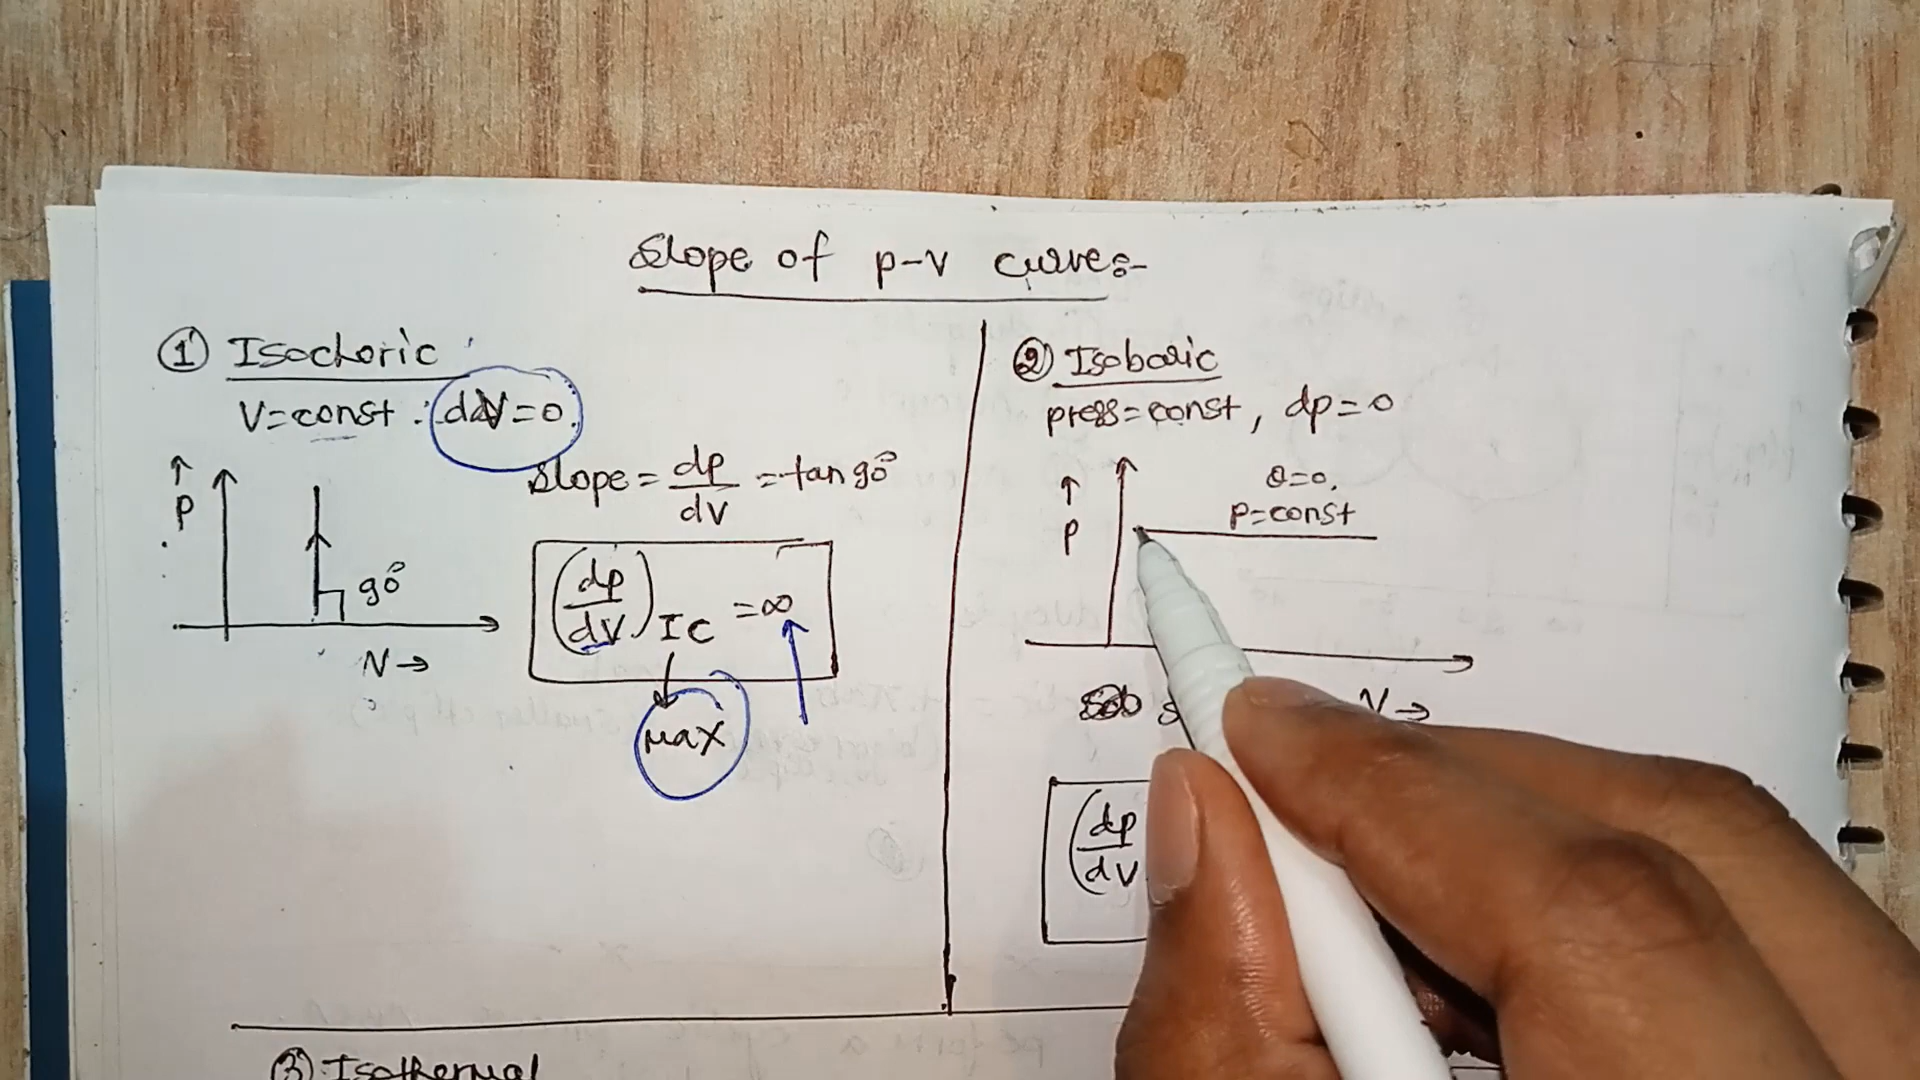 Slope of p-v curves:-
① Isochoric
V=const . dV=0.
↑
P
90°
V→
Slope = dp/dV = tan 90°
(dp/dV) IC = ∞
Max
② Isobaric
press=const, dp=0
↑
P
θ=0.
P=const
V→
(dp/dV
③ Isothermal